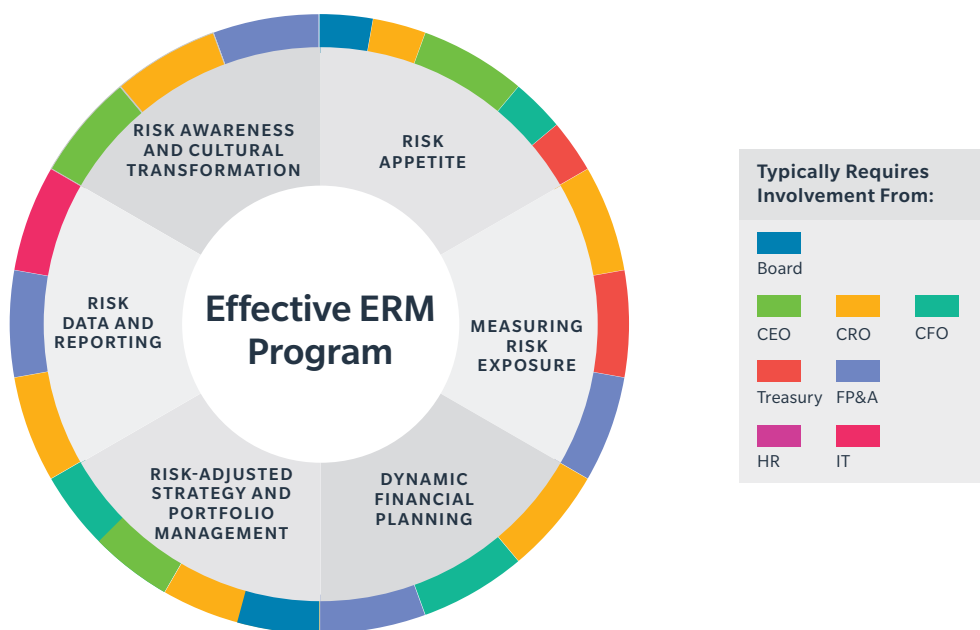 RISK AWARENESS
AND CULTURAL
TRANSFORMATION
RISK
APPETITE
RISK
DATA AND
REPORTING
Effective ERM
Program
MEASURING
RISK
EXPOSURE
RISK-ADJUSTED
STRATEGY AND
PORTFOLIO
MANAGEMENT
DYNAMIC
FINANCIAL
PLANNING
Typically Requires
Involvement From:
Board
CEO
CRO
CFO
Treasury
FP&A
HR
IT